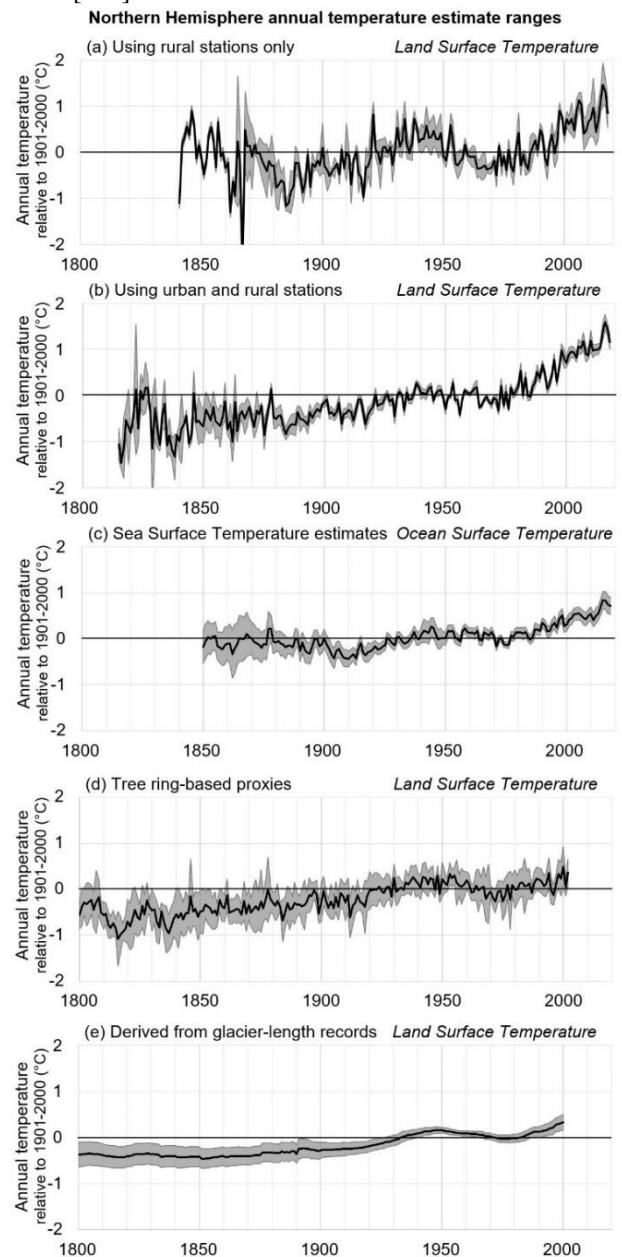 Northern Hemisphere annual temperature estimate ranges
(a) Using rural stations only Land Surface Temperature
Annual temperature
relative to 1901-2000 (°C)
2
1
0
-1
-2
1800 1850 1900 1950 2000
(b) Using urban and rural stations Land Surface Temperature
Annual temperature
relative to 1901-2000 (°C)
2
1
0
-1
-2
1800 1850 1900 1950 2000
(c) Sea Surface Temperature estimates Ocean Surface Temperature
Annual temperature
relative to 1901-2000 (°C)
2
1
0
-1
-2
1800 1850 1900 1950 2000
(d) Tree ring-based proxies Land Surface Temperature
Annual temperature
relative to 1901-2000 (°C)
2
1
0
-1
-2
1800 1850 1900 1950 2000
(e) Derived from glacier-length records Land Surface Temperature
Annual temperature
relative to 1901-2000 (°C)
2
1
0
-1
-2
1800 1850 1900 1950 2000